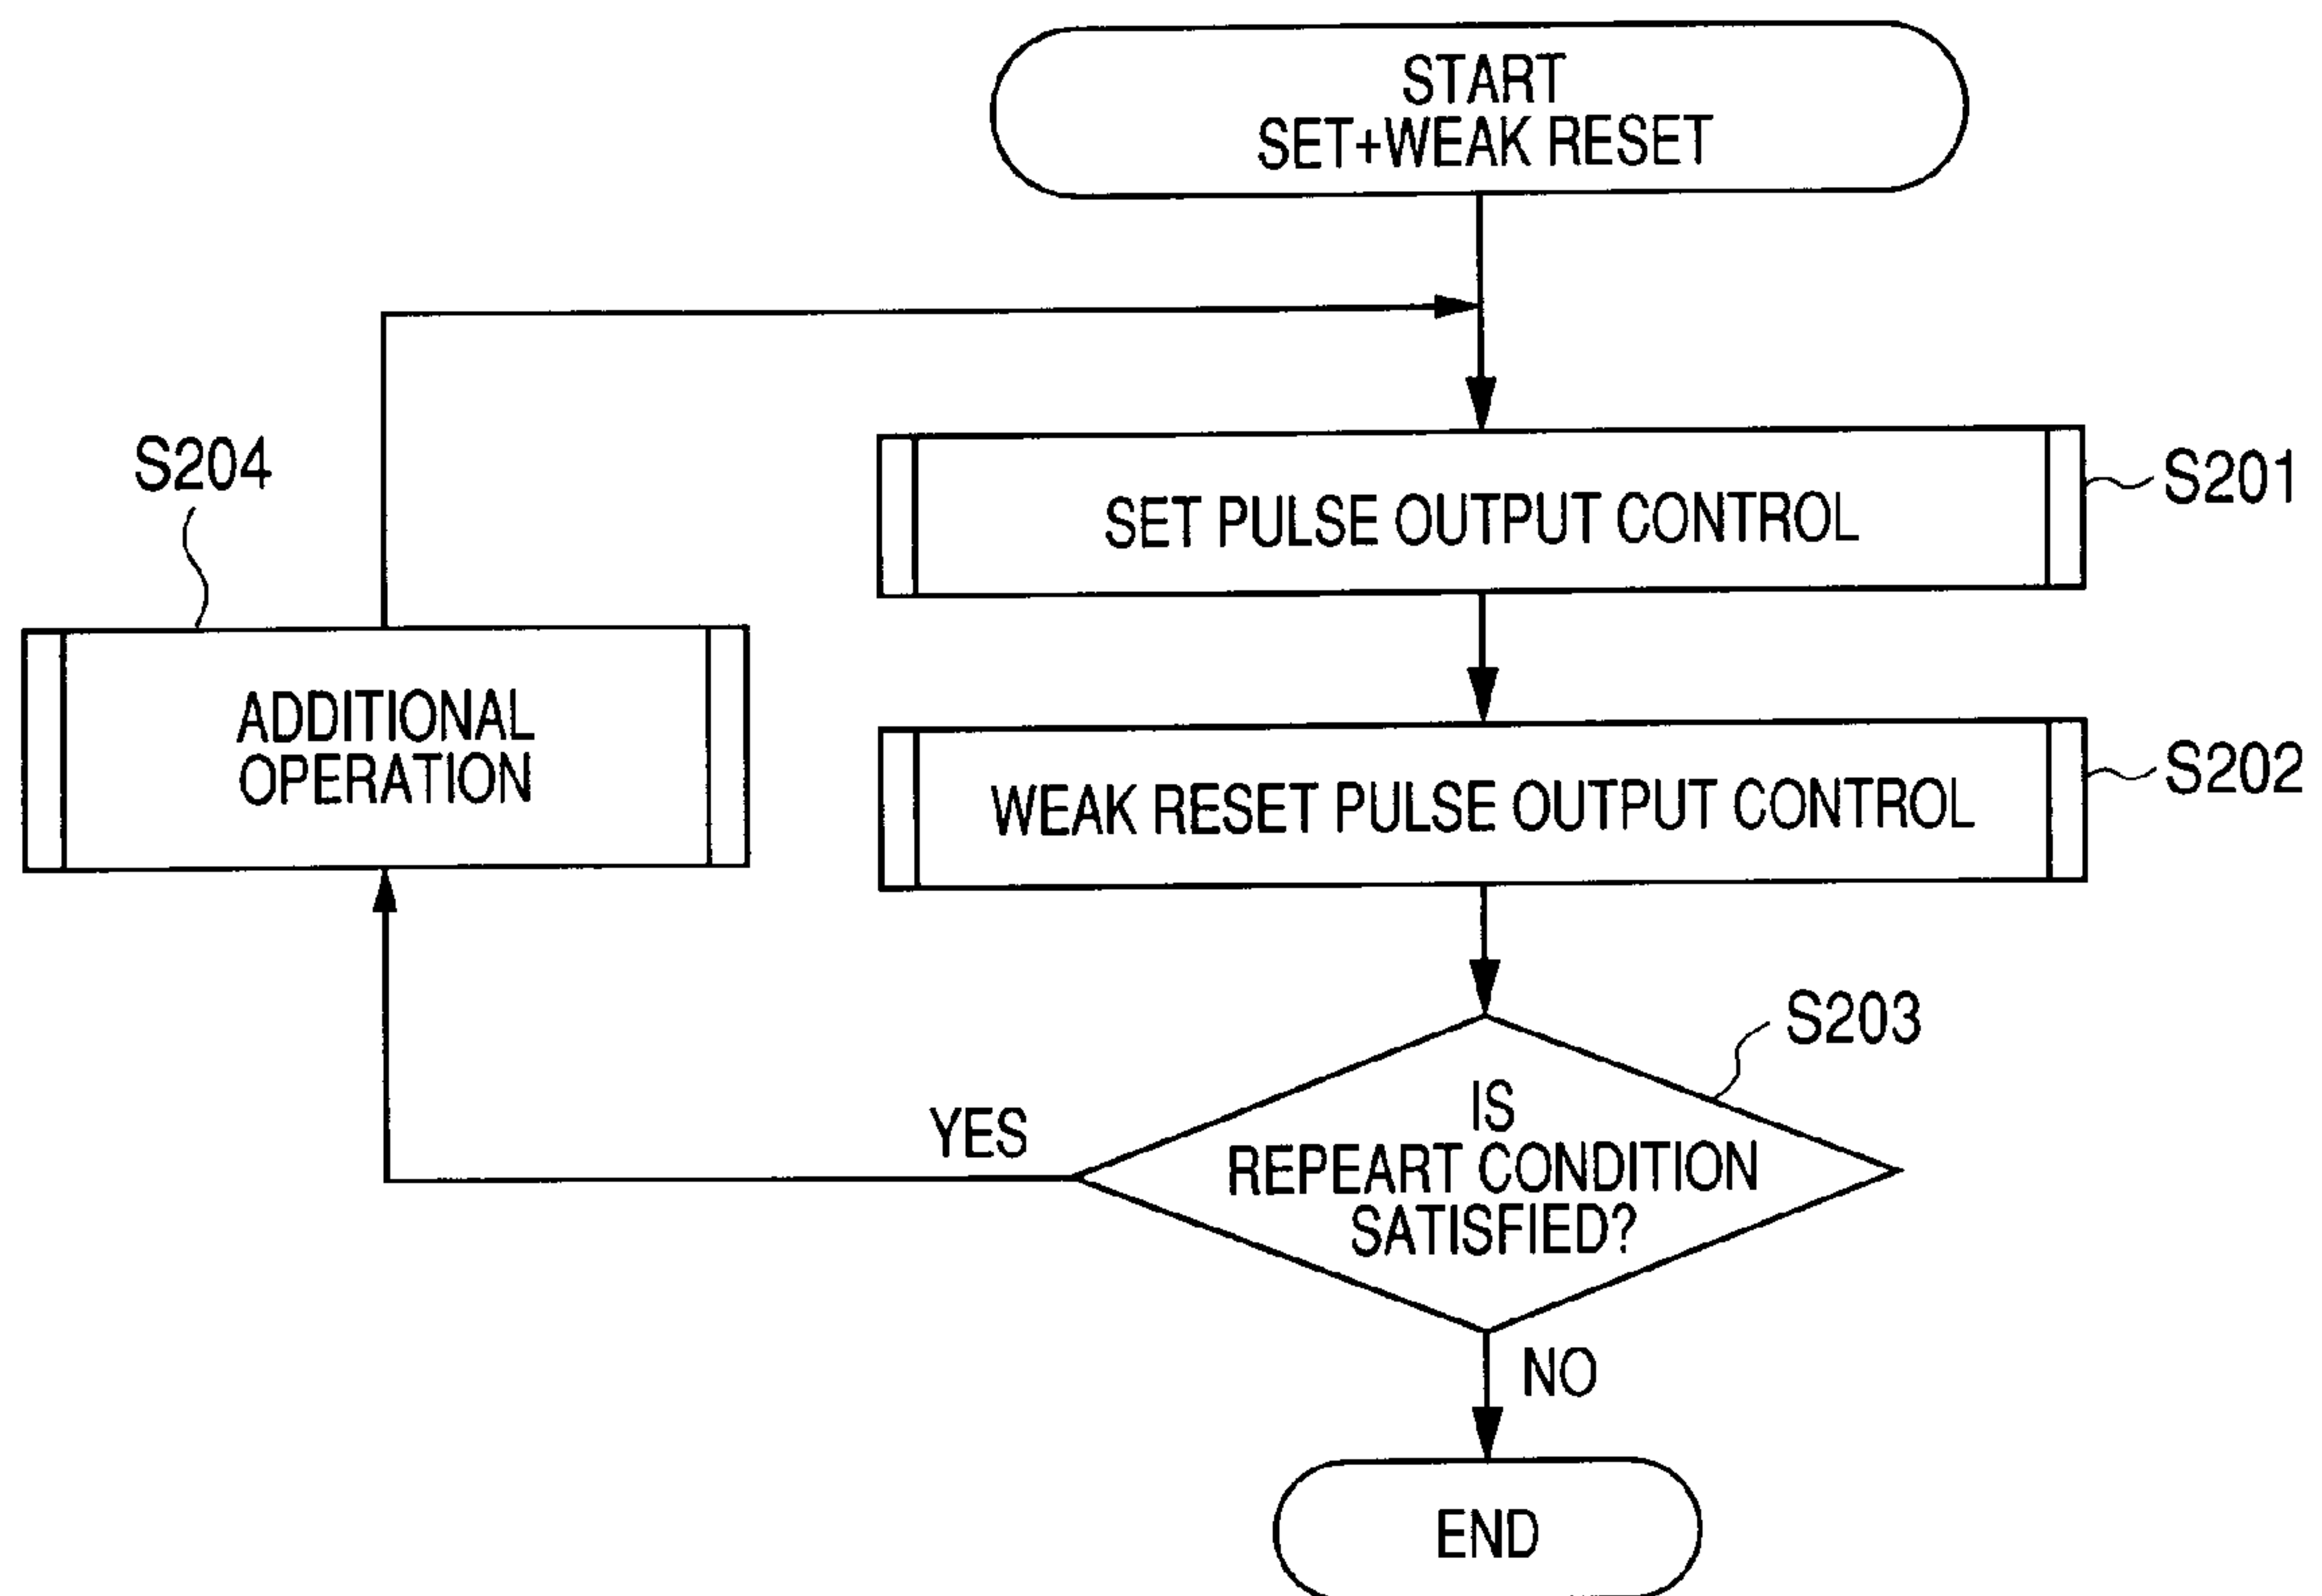 START
SET+WEAK RESET
S204
SET PULSE OUTPUT CONTROL
S201
ADDITIONAL
OPERATION
WEAK RESET PULSE OUTPUT CONTROL
S202
S203
IS
REPEART CONDITION
SATISFIED?
YES
NO
END